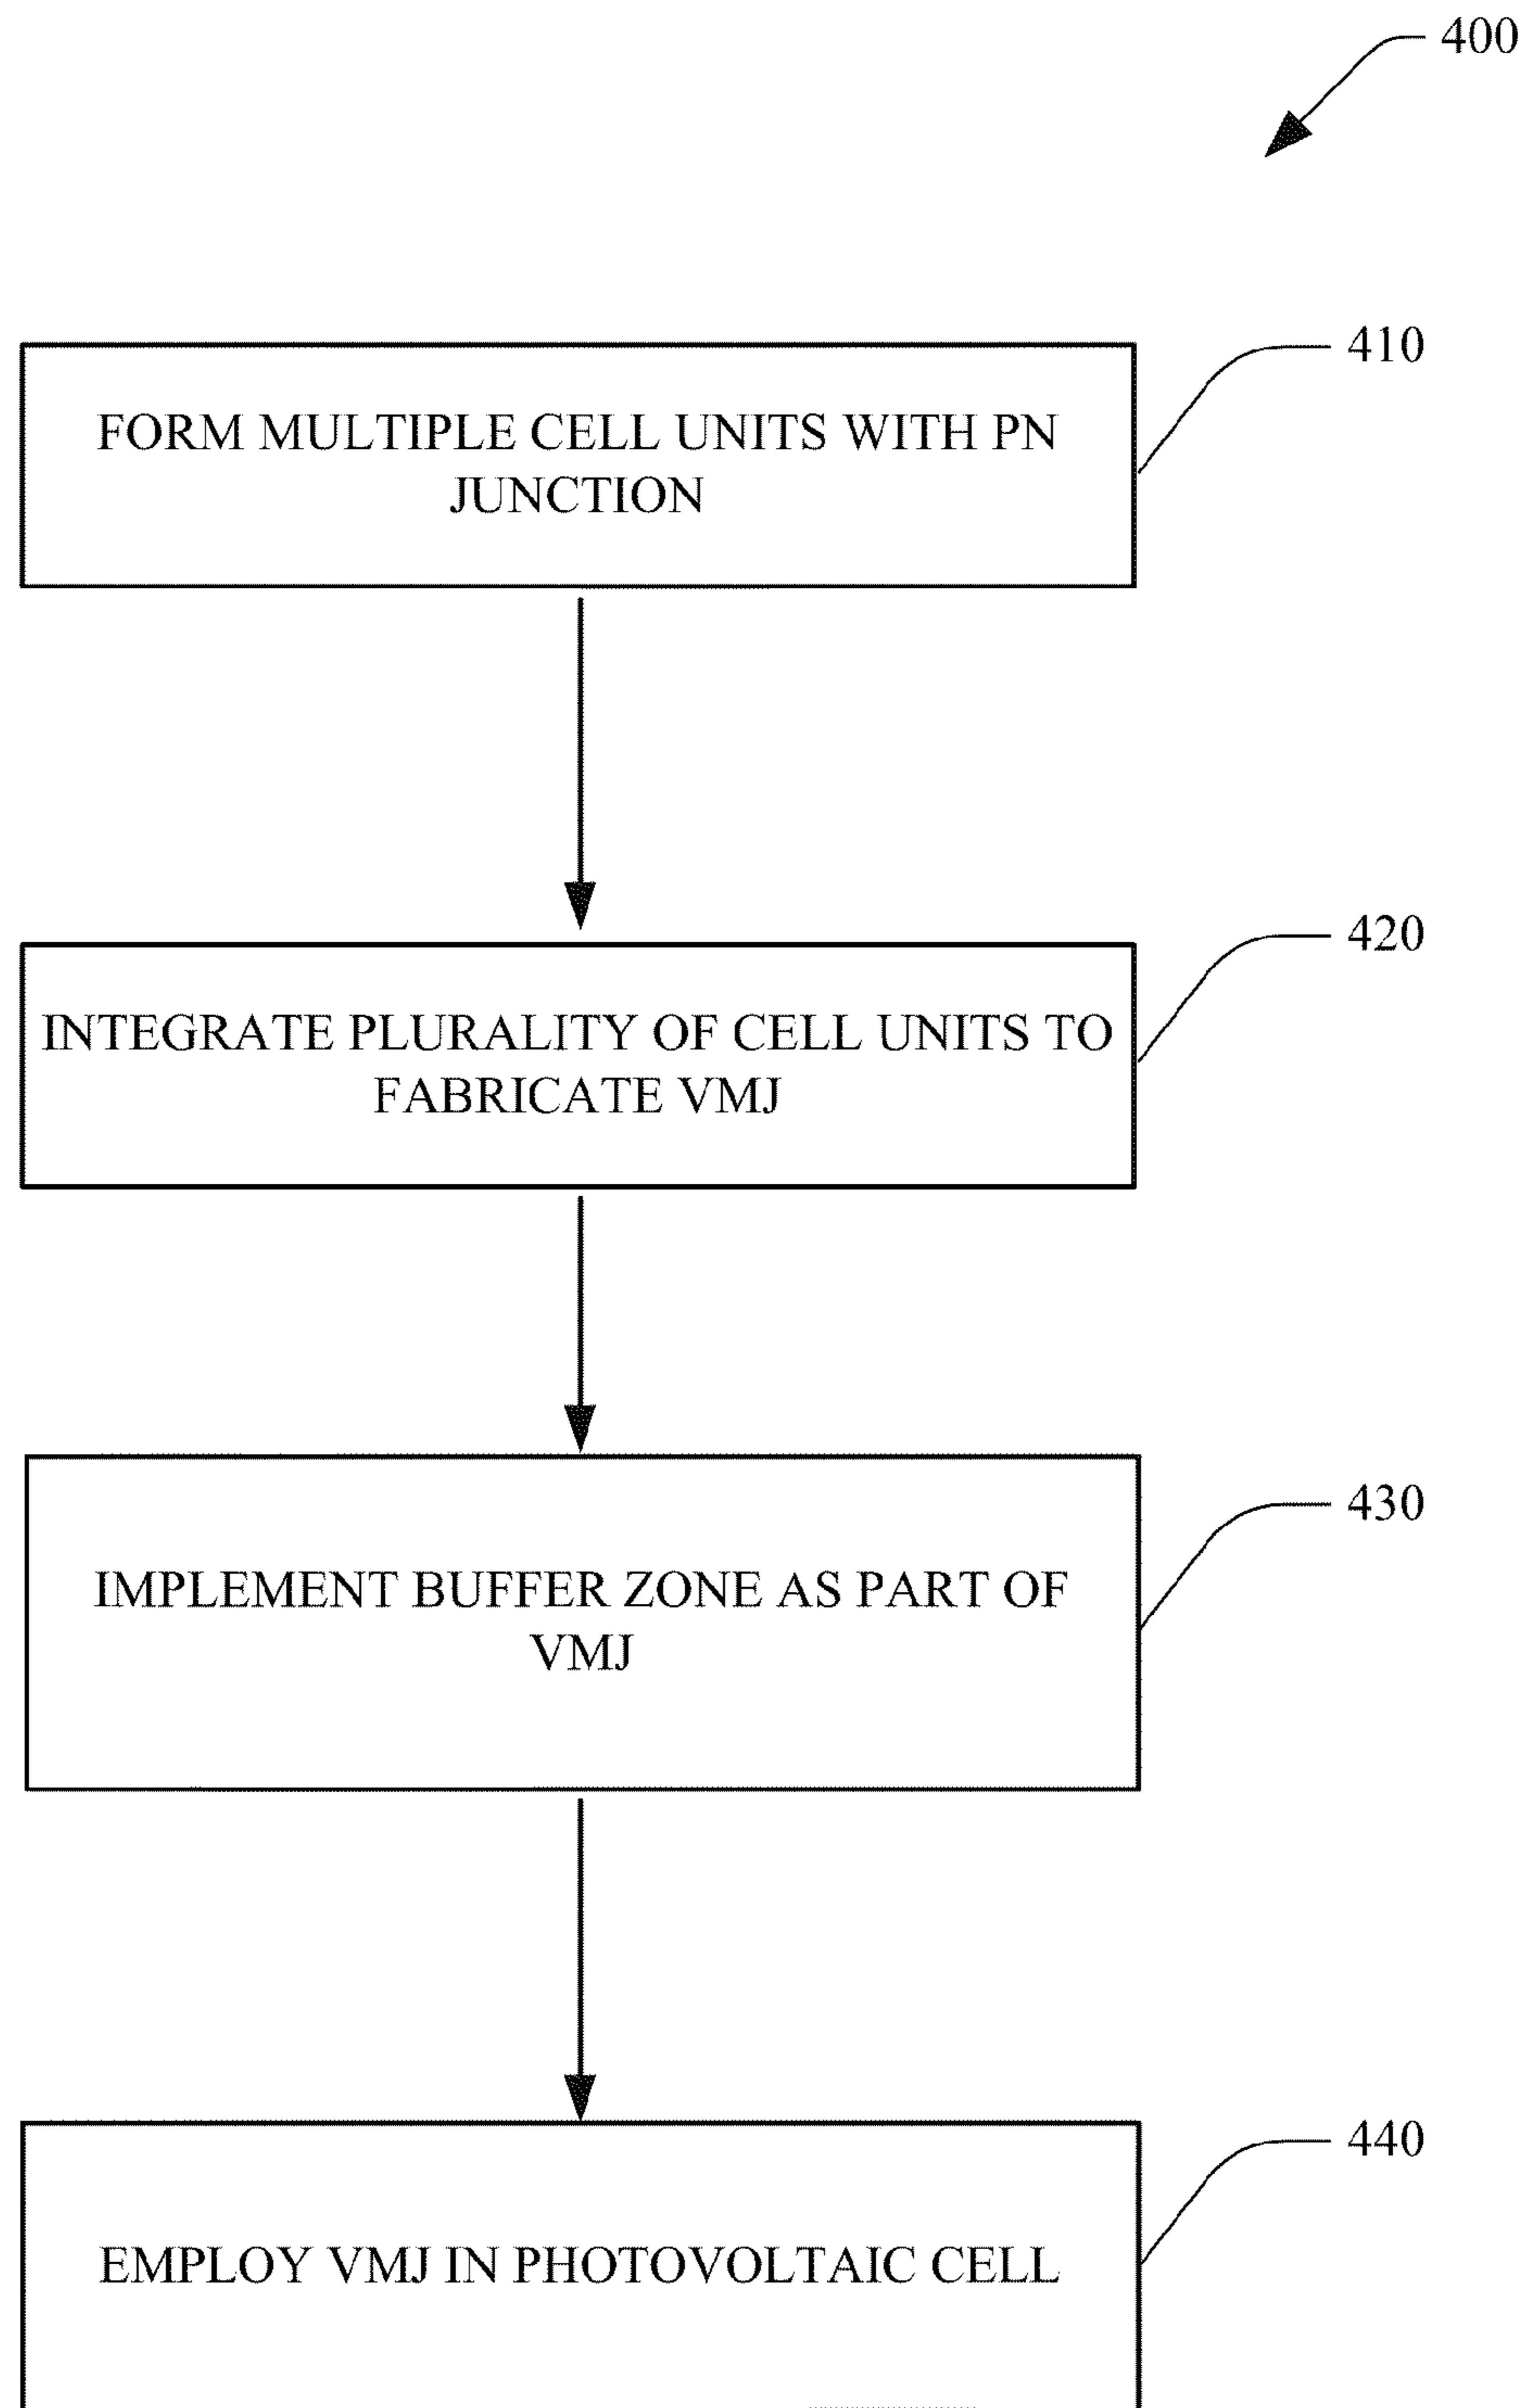 400
410
FORM MULTIPLE CELL UNITS WITH PN
JUNCTION
420
INTEGRATE PLURALITY OF CELL UNITS TO
FABRICATE VMJ
430
IMPLEMENT BUFFER ZONE AS PART OF
VMJ
440
EMPLOY VMJ IN PHOTOVOLTAIC CELL